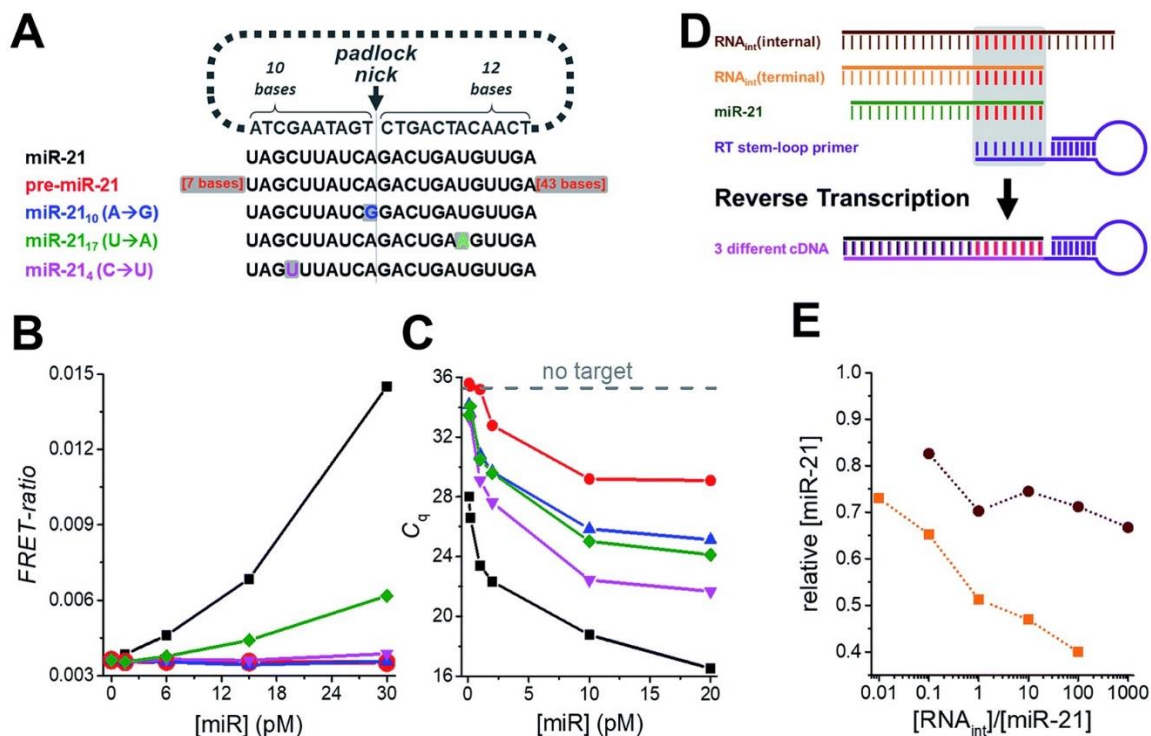 A
padlock
nick
10
bases
12
bases
ATCGAATAGT CTGACTACAACT
miR-21 UAGCUUAUCAGACUGAUGUUGA
pre-miR-21 [7 bases] UAGCUUAUCAGACUGAUGUUGA [43 bases]
miR-21₁₀ (A→G) UAGCUUAUCGGACUGAUGUUGA
miR-21₁₇ (U→A) UAGCUUAUCAGACUGAAGUUGA
miR-21₄ (C→U) UAGUUUAUCAGACUGAUGUUGA
D
RNAint(internal)
RNAint(terminal)
miR-21
RT stem-loop primer
Reverse Transcription
3 different cDNA
B
FRET-ratio
0.015
0.012
0.009
0.006
0.003
0 6 12 18 24 30
[miR] (pM)
C
no target
Cq
36
32
28
24
20
16
0 5 10 15 20
[miR] (pM)
E
relative [miR-21]
1.0
0.9
0.8
0.7
0.6
0.5
0.4
0.01 0.1 1 10 100 1000
[RNAint]/[miR-21]